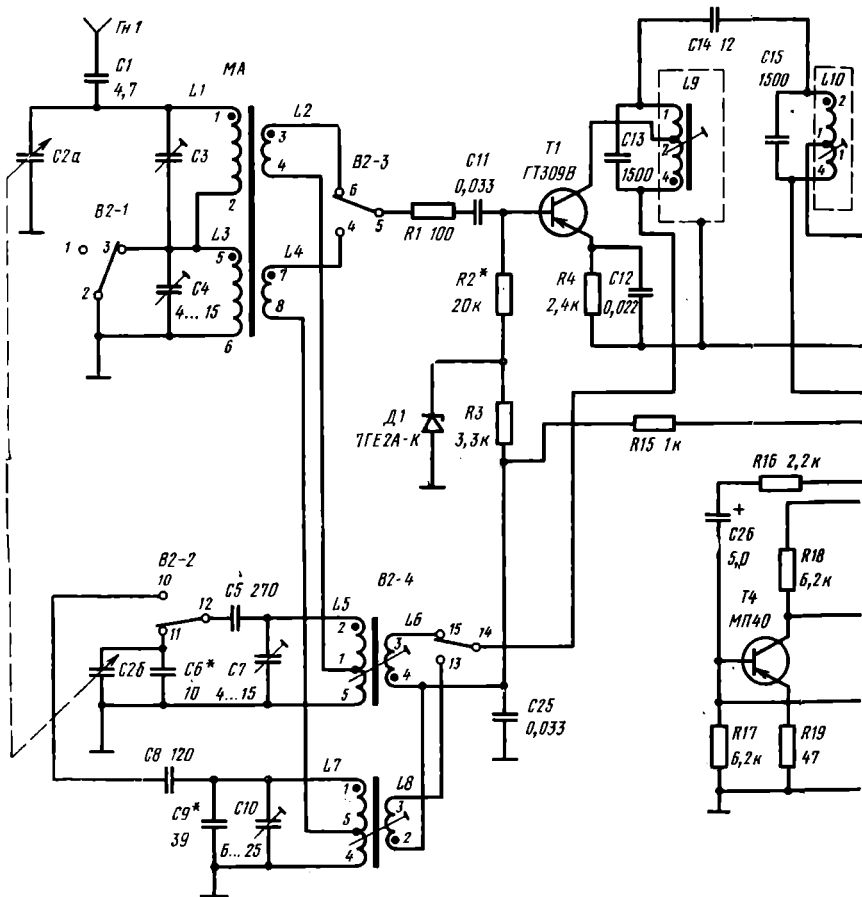 Гн 1
C1
4,7
L1
MA
L2
C2a
C3
1
2
3
4
B2-3
6
5
4
B2-1
1
3
2
L3
C4
4...15
5
6
L4
7
8
R1 100
C11
0,033
T1
ГТ309В
C13
1500
C14 12
L9
1
2
4
C15
1500
L10
2
1
1
4
R2*
20к
R4
2,4к
C12
0,022
Д1
7ГЕ2А-К
R3
3,3к
R15 1к
R16 2,2к
C26
5,0
+
R18
6,2к
T4
МП40
R17
6,2к
R19
47
B2-2
10
12
11
C5 270
C2б
C6*
10
C7
4...15
L5
2
1
5
B2-4
L6
3
4
15
14
13
C25
0,033
C8 120
C9*
39
C10
6...25
L7
1
5
4
L8
3
2